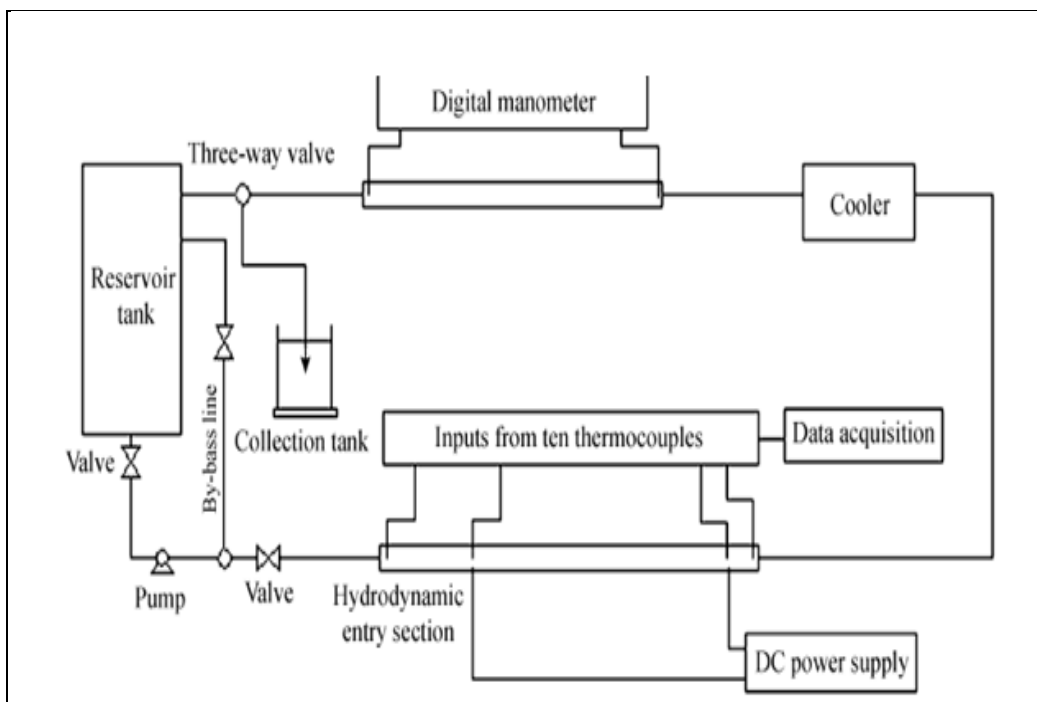 Digital manometer
Three-way valve
Cooler
Reservoir
tank
By-bass line
Collection tank
Inputs from ten thermocouples
Data acquisition
Valve
Pump
Valve
Hydrodynamic
entry section
DC power supply